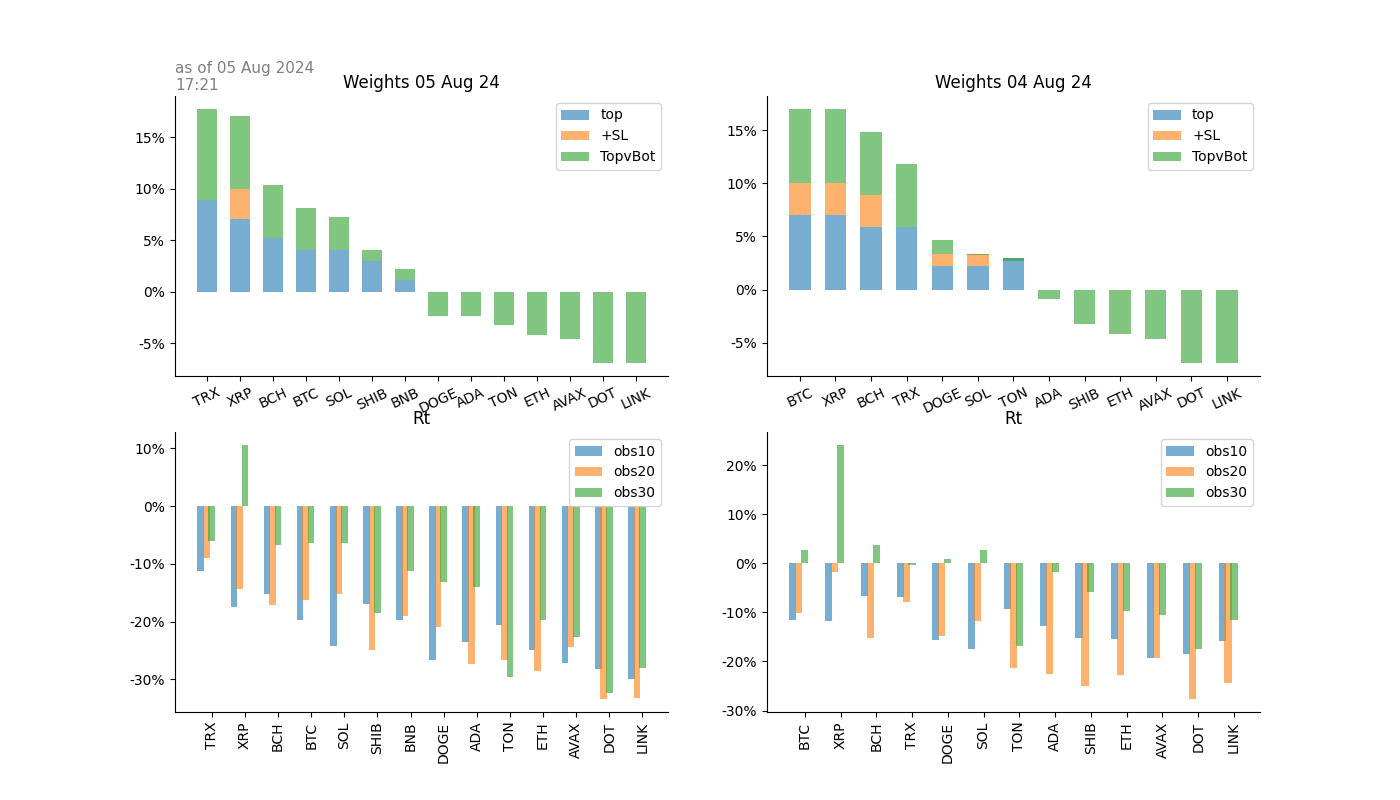 as of 05 Aug 2024
17:21
Weights 05 Aug 24
top
+SL
TopvBot
15%
10%
5%
0%
-5%
TRX XRP BCH BTC SOL SHIB BNB DOGE ADA TON ETH AVAX DOT LINK
Weights 04 Aug 24
top
+SL
TopvBot
15%
10%
5%
0%
-5%
BTC XRP BCH TRX DOGE SOL TON ADA SHIB ETH AVAX DOT LINK
Rt
obs10
obs20
obs30
10%
0%
-10%
-20%
-30%
TRX XRP BCH BTC SOL SHIB BNB DOGE ADA TON ETH AVAX DOT LINK
Rt
obs10
obs20
obs30
20%
10%
0%
-10%
-20%
-30%
BTC XRP BCH TRX DOGE SOL TON ADA SHIB ETH AVAX DOT LINK